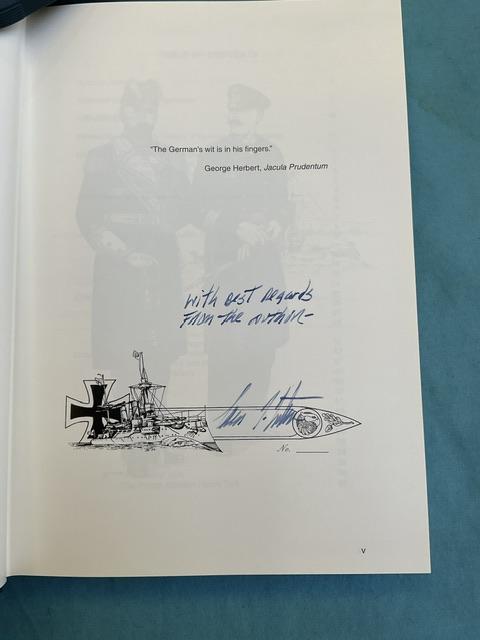 "The German's wit is in his fingers."
George Herbert, Jacula Prudentum
with best regards
From the author-
No.
v